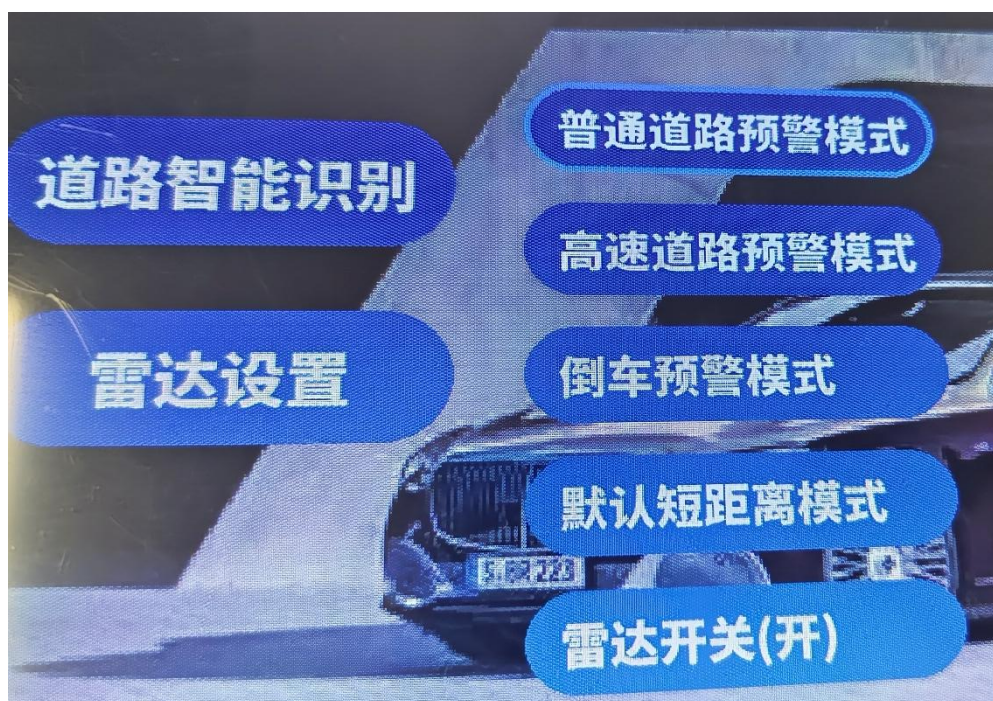 道路智能识别
雷达设置
普通道路预警模式
高速道路预警模式
倒车预警模式
默认短距离模式
雷达开关(开)